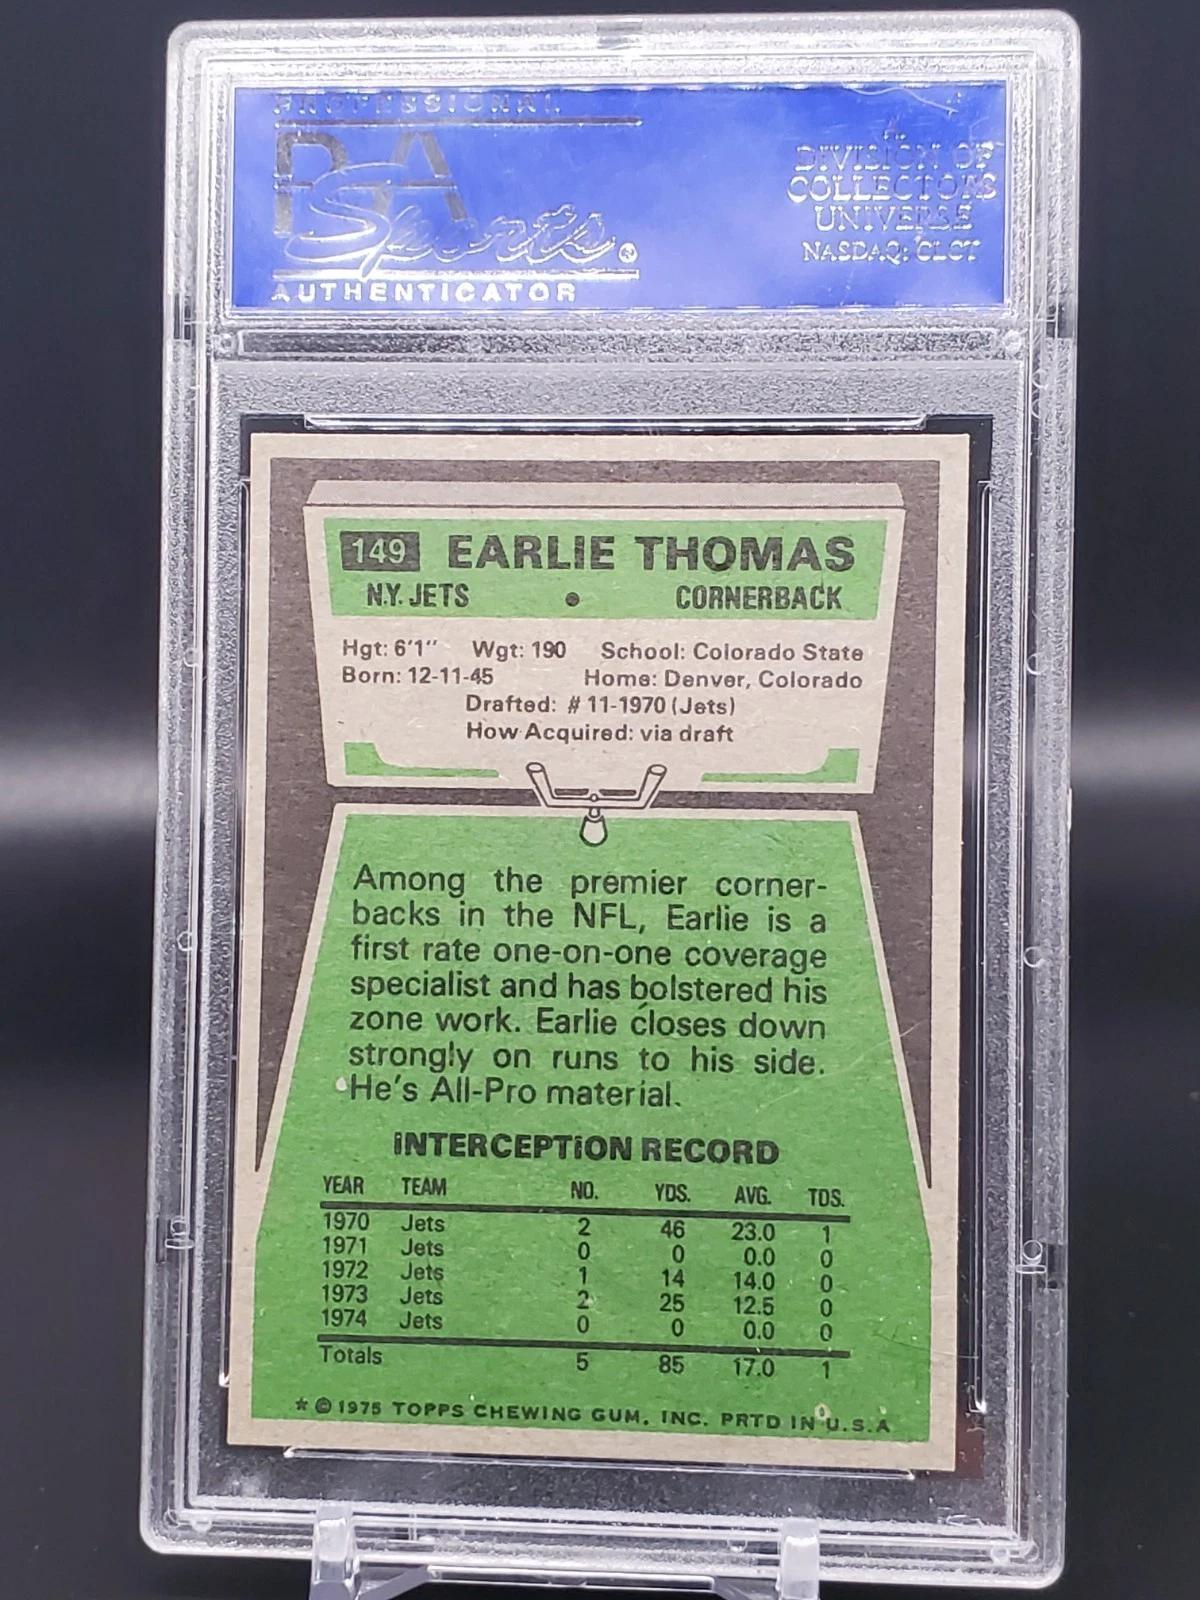 PROFESSIONAL
PSA
Sports®
AUTHENTICATOR
DIVISION OF
COLLECTORS
UNIVERSE
NASDAQ: CLCT
149 EARLIE THOMAS
N.Y. JETS • CORNERBACK
Hgt: 6'1" Wgt: 190 School: Colorado State
Born: 12-11-45 Home: Denver, Colorado
Drafted: #11-1970 (Jets)
How Acquired: via draft
Among the premier corner-
backs in the NFL, Earlie is a
first rate one-on-one coverage
specialist and has bolstered his
zone work. Earlie closes down
strongly on runs to his side.
He's All-Pro material.
INTERCEPTION RECORD
YEAR TEAM NO. YDS. AVG. TDS.
1970 Jets 2 46 23.0 1
1971 Jets 0 0 0.0 0
1972 Jets 1 14 14.0 0
1973 Jets 2 25 12.5 0
1974 Jets 0 0 0.0 0
Totals 5 85 17.0 1
* © 1975 TOPPS CHEWING GUM, INC. PRTD IN U.S.A